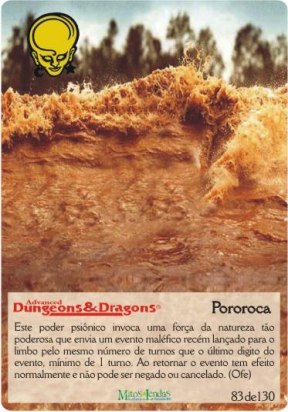 Advanced
Dungeons & Dragons®
Pororoca
Este poder psiônico invoca uma força da natureza tão
poderosa que envia um evento maléfico recém lançado para o
limbo pelo mesmo número de turnos que o último dígito do
evento, mínimo de 1 turno. Ao retornar o evento tem efeito
normalmente e não pode ser negado ou cancelado. (Ofe)
Mitos & Lendas
83 de 130